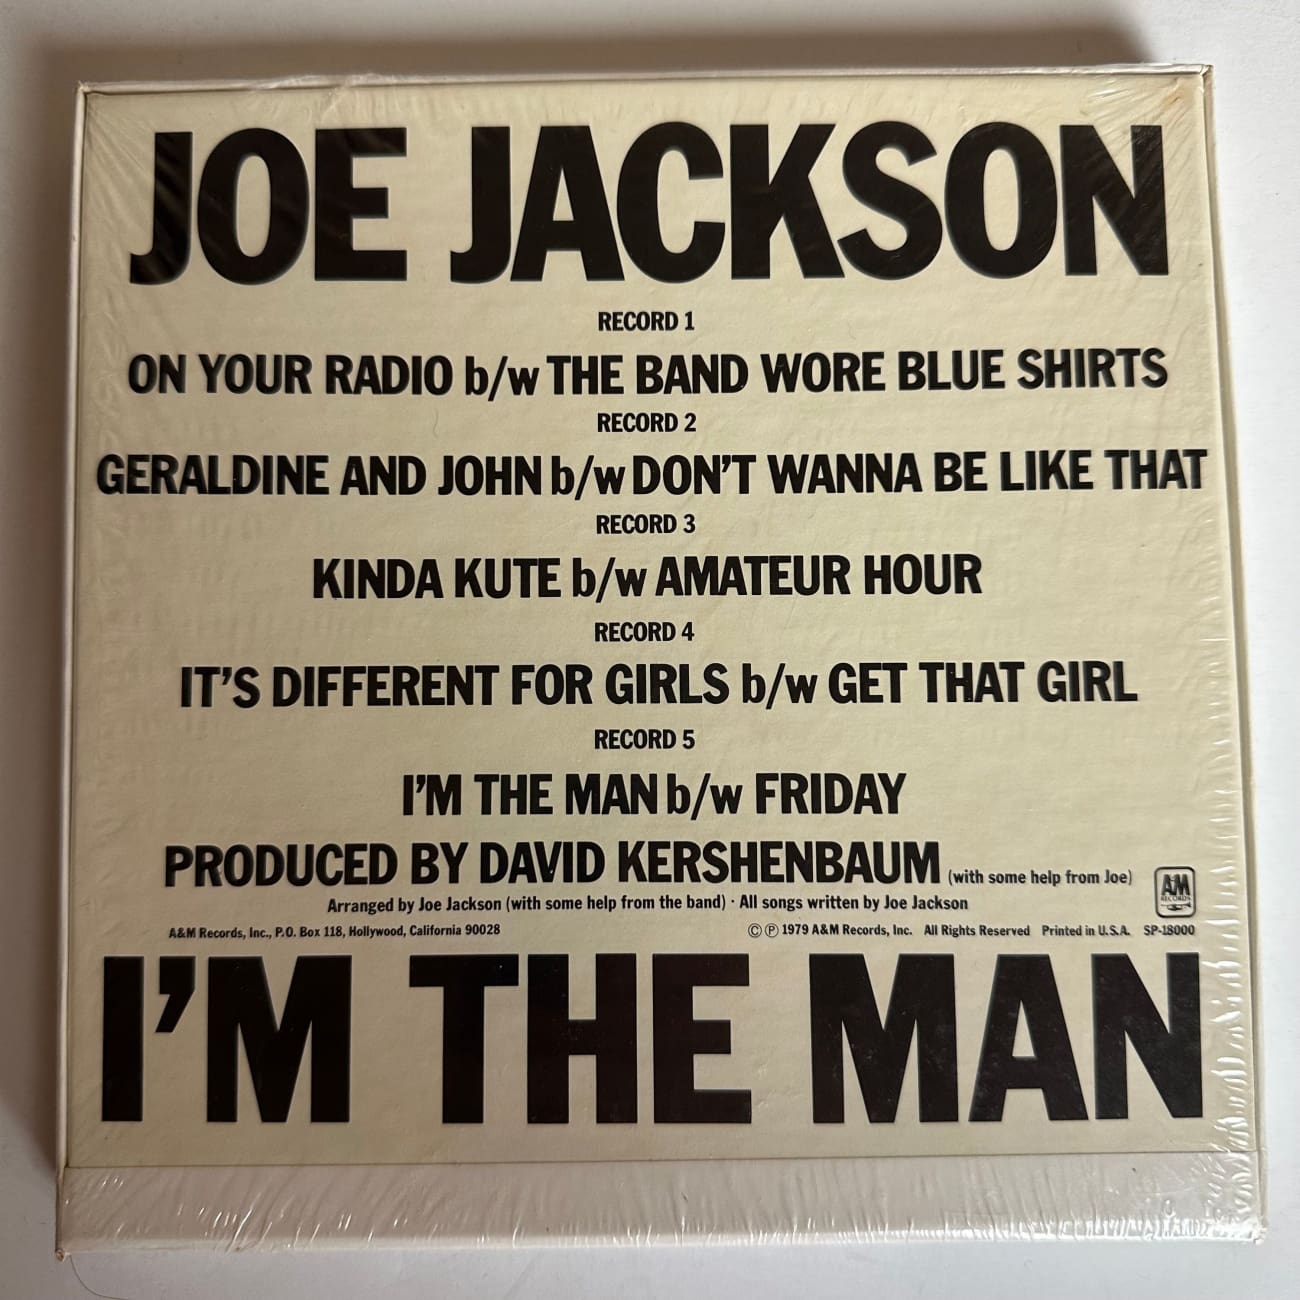 JOE JACKSON
RECORD 1
ON YOUR RADIO b/w THE BAND WORE BLUE SHIRTS
RECORD 2
GERALDINE AND JOHN b/w DON'T WANNA BE LIKE THAT
RECORD 3
KINDA KUTE b/w AMATEUR HOUR
RECORD 4
IT'S DIFFERENT FOR GIRLS b/w GET THAT GIRL
RECORD 5
I'M THE MAN b/w FRIDAY
PRODUCED BY DAVID KERSHENBAUM (with some help from Joe)
Arranged by Joe Jackson (with some help from the band) · All songs written by Joe Jackson
A&M RECORDS
A&M Records, Inc., P.O. Box 118, Hollywood, California 90028
© ℗ 1979 A&M Records, Inc. All Rights Reserved Printed in U.S.A. SP-18000
I'M THE MAN